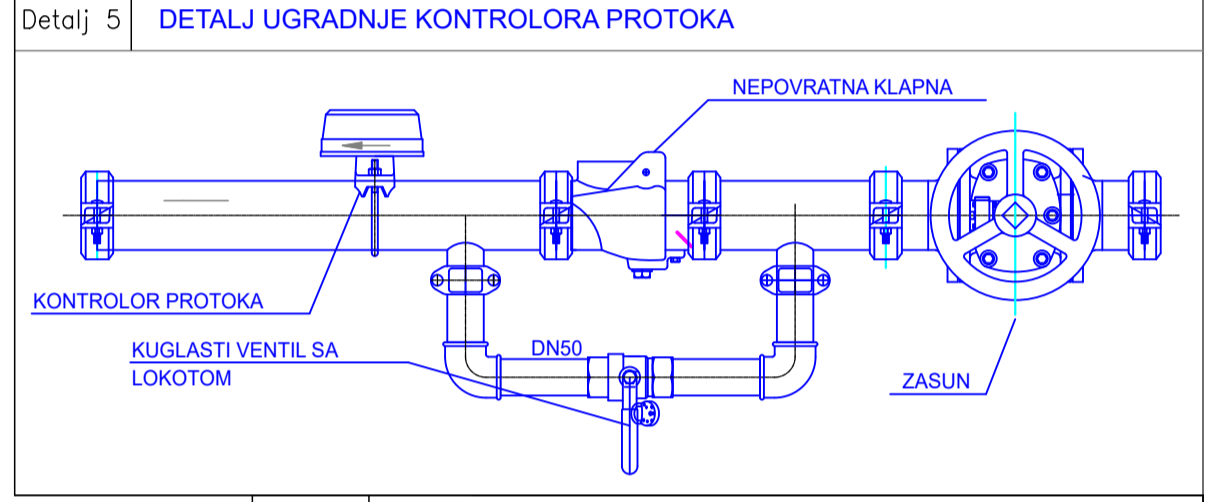 Detalj 5
DETALJ UGRADNJE KONTROLORA PROTOKA
NEPOVRATNA KLAPNA
KONTROLOR PROTOKA
KUGLASTI VENTIL SA
LOKOTOM
DN50
ZASUN